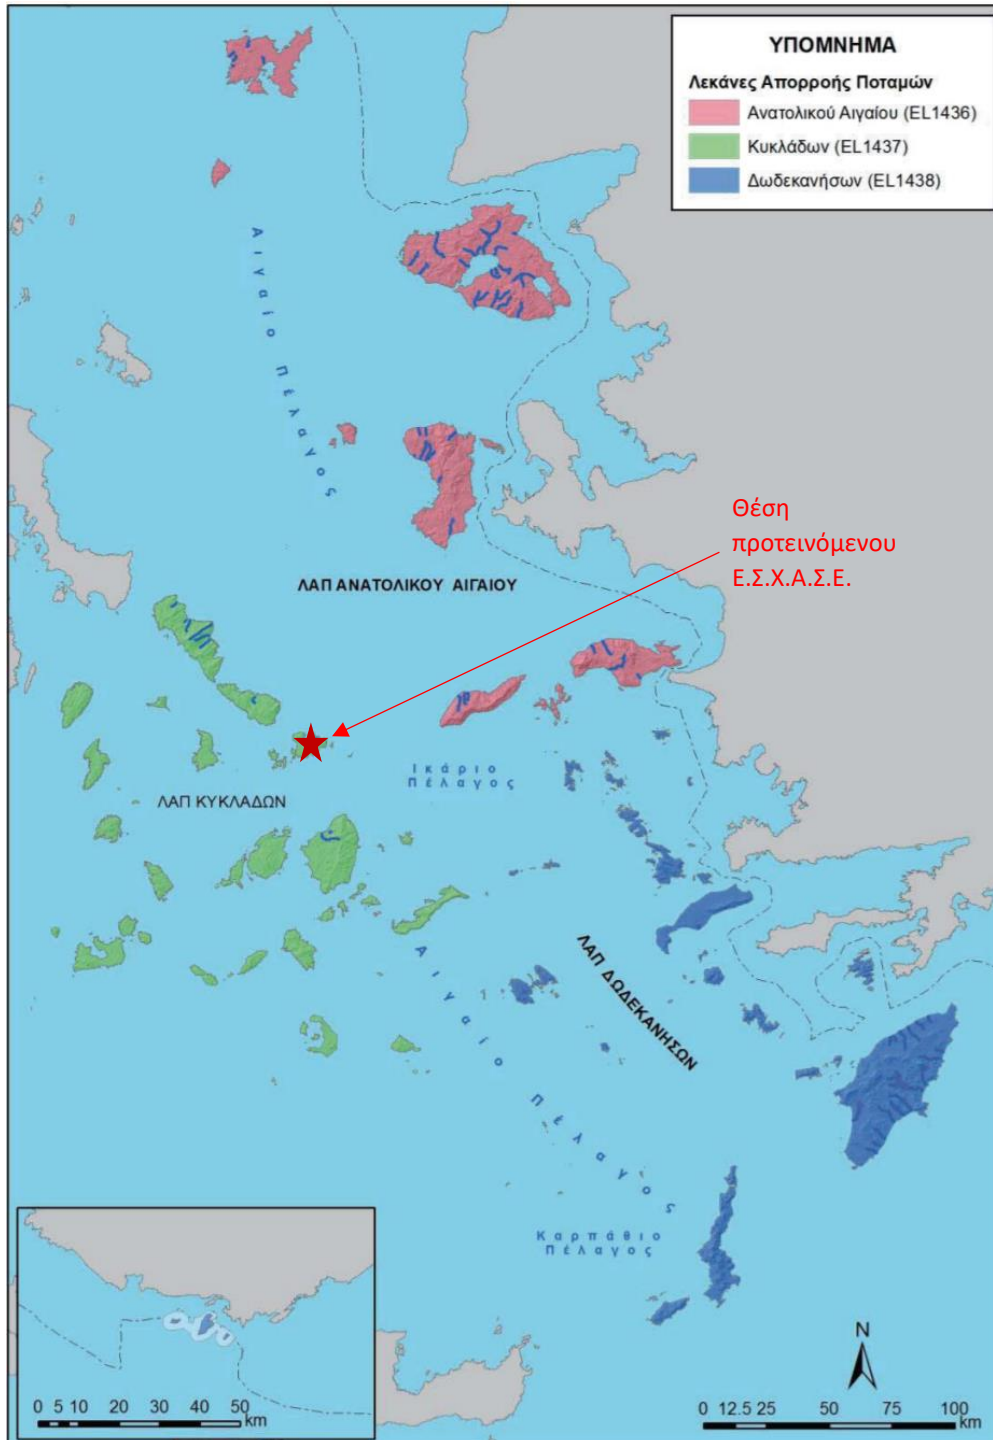 ΥΠΟΜΝΗΜΑ
Λεκάνες Απορροής Ποταμών
Ανατολικού Αιγαίου (EL1436)
Κυκλάδων (EL1437)
Δωδεκανήσων (EL1438)
Αιγαίο Πέλαγος
Θέση
προτεινόμενου
Ε.Σ.Χ.Α.Σ.Ε.
ΛΑΠ ΑΝΑΤΟΛΙΚΟΥ ΑΙΓΑΙΟΥ
Ικάριο
Πέλαγος
ΛΑΠ ΚΥΚΛΑΔΩΝ
ΛΑΠ ΔΩΔΕΚΑΝΗΣΩΝ
Αιγαίο Πέλαγος
Καρπάθιο
Πέλαγος
N
0 5 10 20 30 40 50
km
0 12.5 25 50 75 100
km